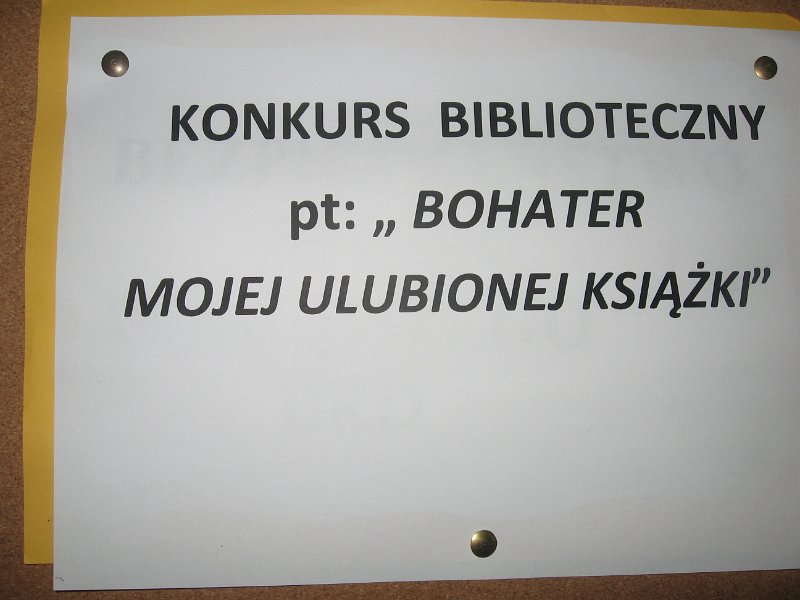 KONKURS BIBLIOTECZNY
pt: „ BOHATER
MOJEJ ULUBIONEJ KSIĄŻKI”